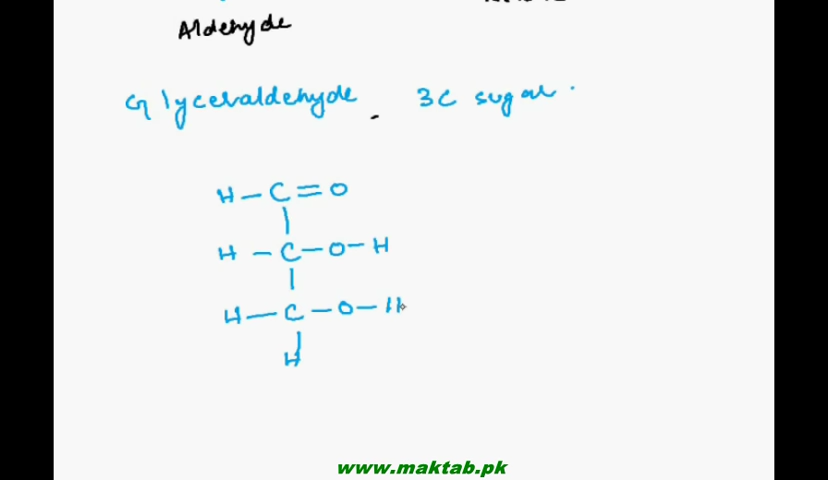 Aldehyde
Glyceraldehyde. 3C sugar.
H – C = O
|
H – C – O – H
|
H – C – O – H
|
H
www.maktab.pk